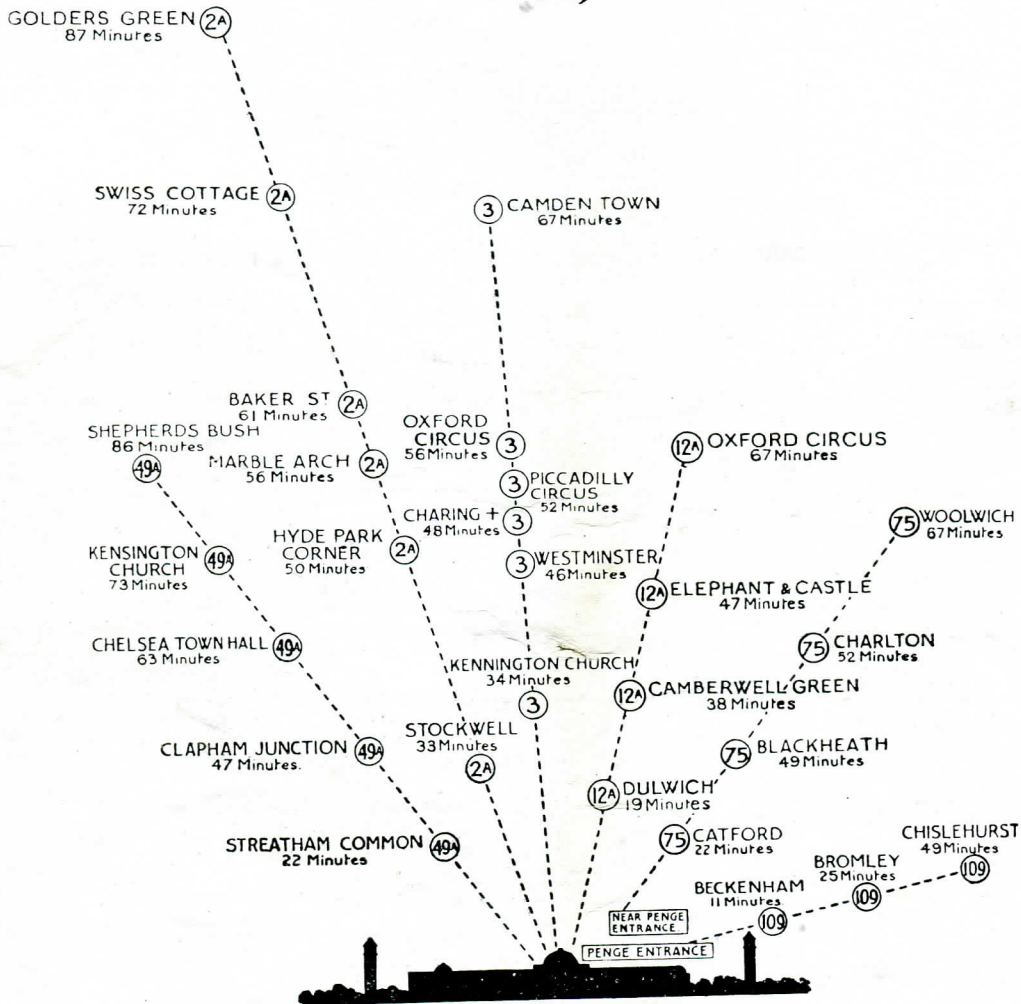 GOLDERS GREEN 2A
87 Minutes
SWISS COTTAGE 2A
72 Minutes
3 CAMDEN TOWN
67 Minutes
BAKER ST 2A
61 Minutes
SHEPHERDS BUSH
86 Minutes
49A
MARBLE ARCH 2A
56 Minutes
OXFORD
CIRCUS 3
56 Minutes
12A OXFORD CIRCUS
67 Minutes
3 PICCADILLY
CIRCUS
52 Minutes
CHARING + 3
48 Minutes
75 WOOLWICH
67 Minutes
KENSINGTON
CHURCH 49A
73 Minutes
HYDE PARK
CORNER 2A
50 Minutes
3 WESTMINSTER
46 Minutes
12A ELEPHANT & CASTLE
47 Minutes
CHELSEA TOWN HALL 49A
63 Minutes
75 CHARLTON
52 Minutes
KENNINGTON CHURCH
34 Minutes
3
12A CAMBERWELL GREEN
38 Minutes
CLAPHAM JUNCTION 49A
47 Minutes.
STOCKWELL
33 Minutes
2A
75 BLACKHEATH
49 Minutes
12A DULWICH
19 Minutes
STREATHAM COMMON 49A
22 Minutes
75 CATFORD
22 Minutes
CHISLEHURST
49 Minutes
109
BROMLEY
25 Minutes
109
BECKENHAM
11 Minutes
109
NEAR PENGE
ENTRANCE
PENGE ENTRANCE